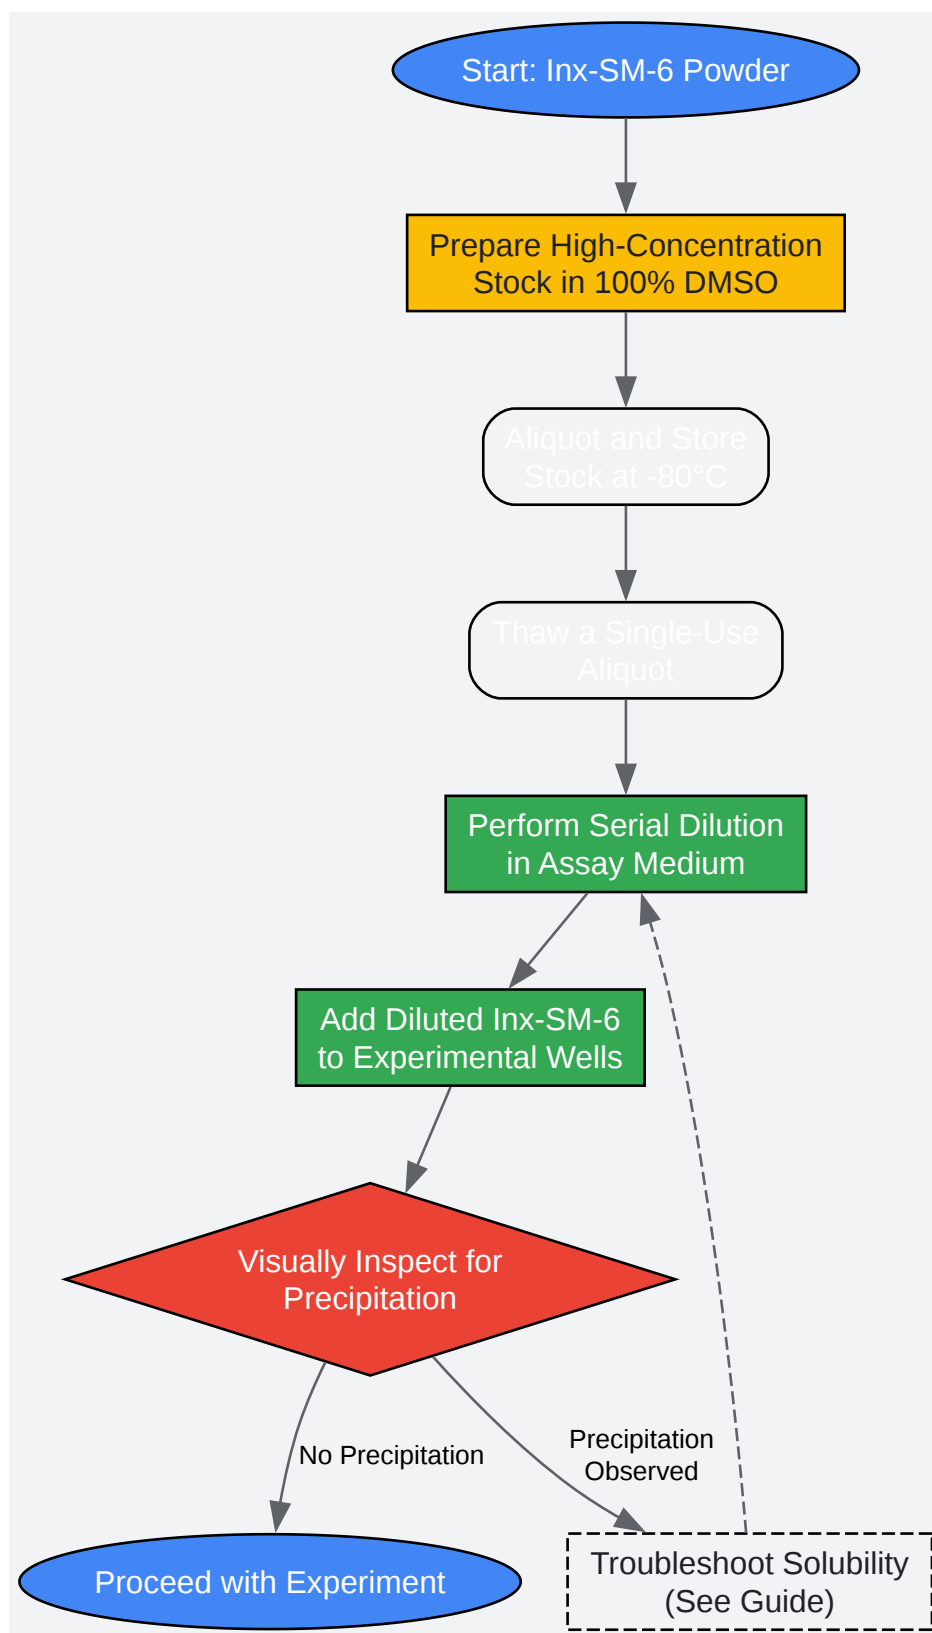 Start: Inx-SM-6 Powder
Prepare High-Concentration
Stock in 100% DMSO
Aliquot and Store
Stock at -80°C
Thaw a Single-Use
Aliquot
Perform Serial Dilution
in Assay Medium
Add Diluted Inx-SM-6
to Experimental Wells
Visually Inspect for
Precipitation
No Precipitation
Precipitation
Observed
Proceed with Experiment
Troubleshoot Solubility
(See Guide)